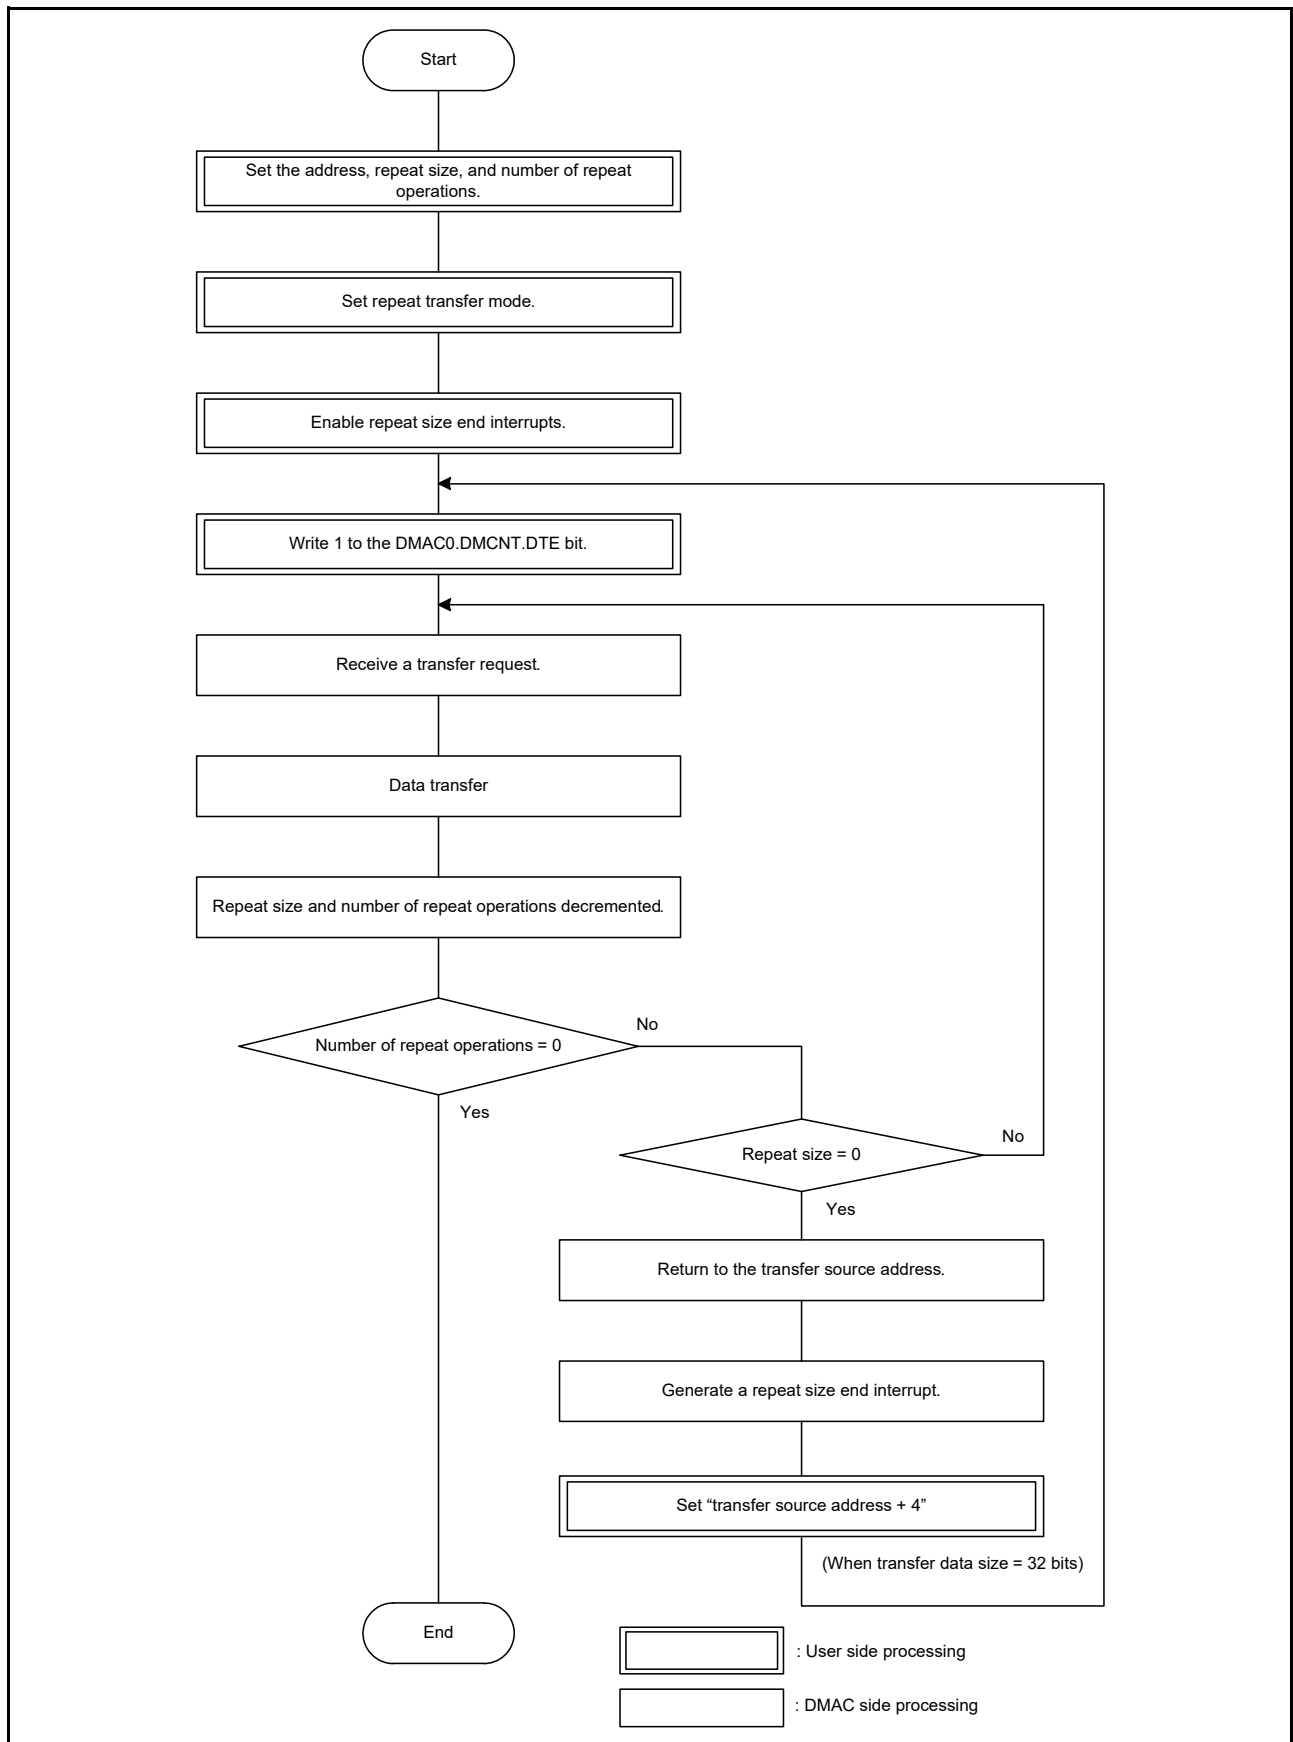 Start
Set the address, repeat size, and number of repeat
operations.
Set repeat transfer mode.
Enable repeat size end interrupts.
Write 1 to the DMAC0.DMCNT.DTE bit.
Receive a transfer request.
Data transfer
Repeat size and number of repeat operations decremented.
No
Number of repeat operations = 0
Yes
No
Repeat size = 0
Yes
Return to the transfer source address.
Generate a repeat size end interrupt.
Set “transfer source address + 4”
(When transfer data size = 32 bits)
End
: User side processing
: DMAC side processing